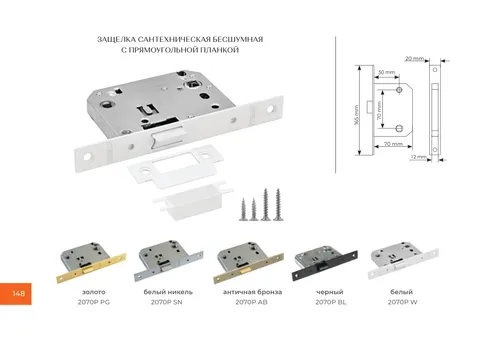 ЗАЩЕЛКА САНТЕХНИЧЕСКАЯ БЕСШУМНАЯ
С ПРЯМОУГОЛЬНОЙ ПЛАНКОЙ
20 mm
50 mm
165 mm
70 mm
70 mm
12 mm
148
золото
2070P PG
белый никель
2070P SN
античная бронза
2070P AB
черный
2070P BL
белый
2070P W